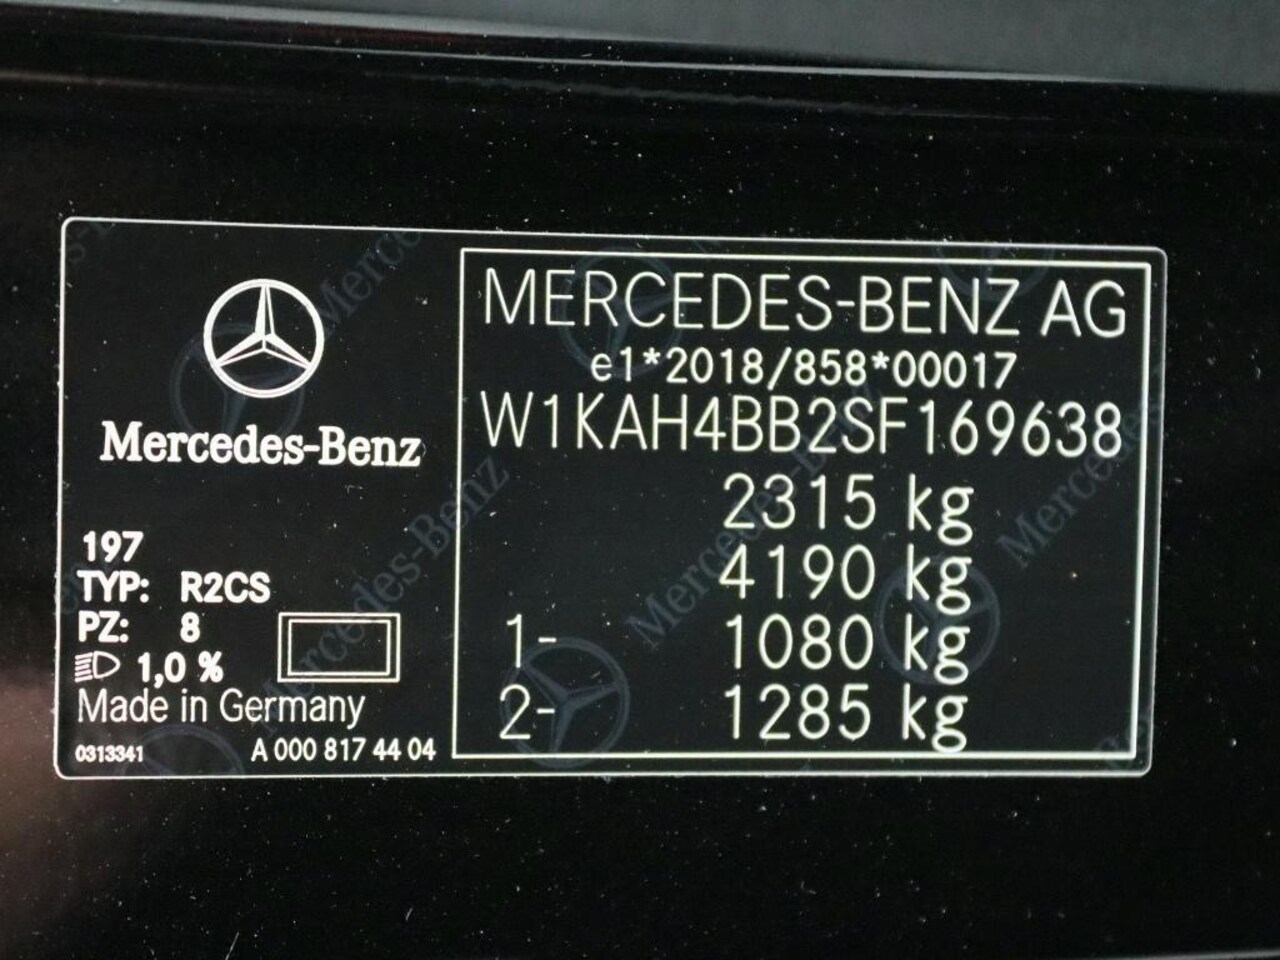 Mercedes-Benz
197
TYP: R2CS
PZ: 8
1,0 %
Made in Germany
0313341 A 000 817 44 04
MERCEDES-BENZ AG
e1*2018/858*00017
W1KAH4BB2SF169638
2315 kg
4190 kg
1- 1080 kg
2- 1285 kg